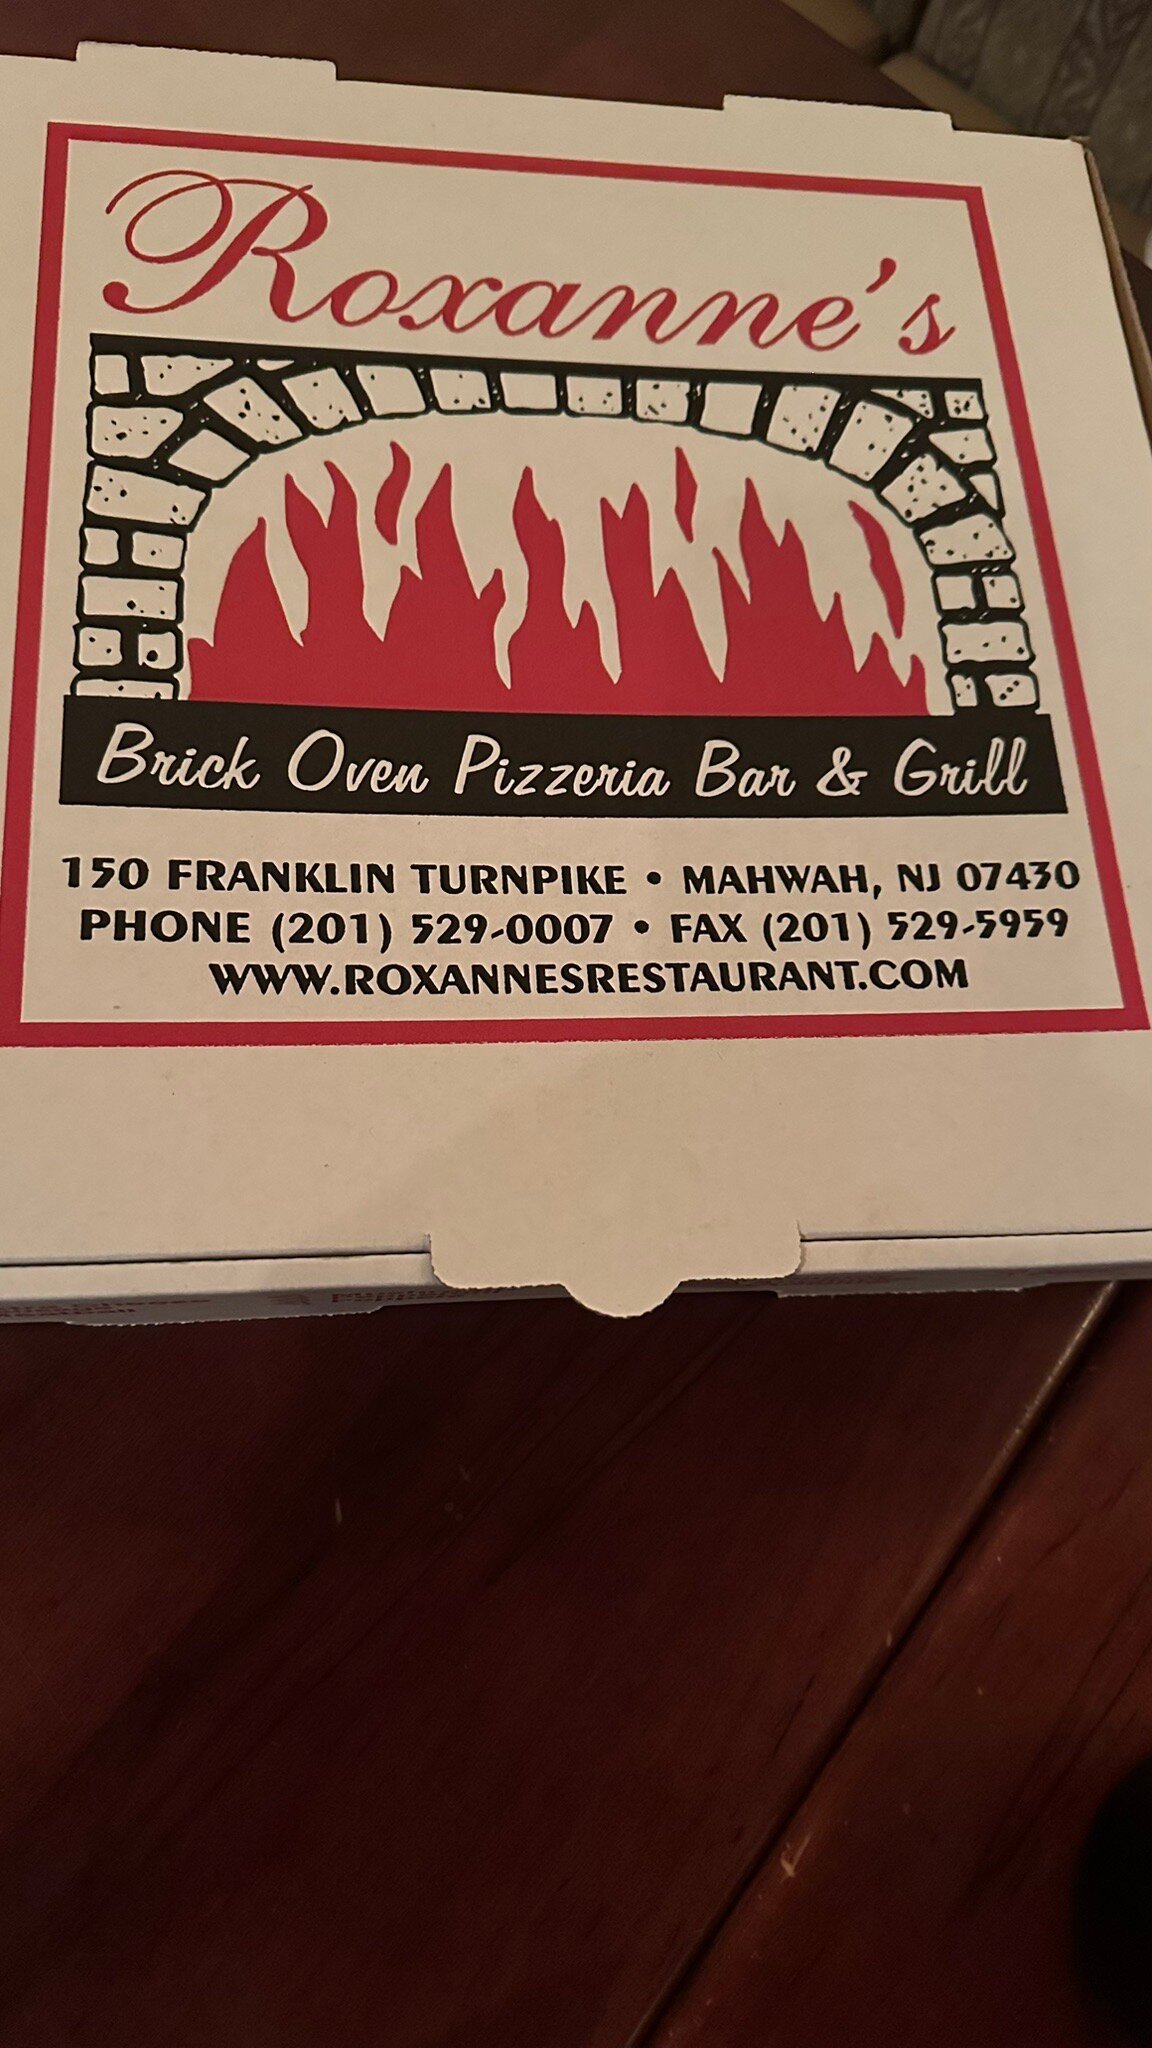 Roxanne's
Brick Oven Pizzeria Bar & Grill
150 FRANKLIN TURNPIKE • MAHWAH, NJ 07430
PHONE (201) 529-0007 • FAX (201) 529-5959
WWW.ROXANNESRESTAURANT.COM